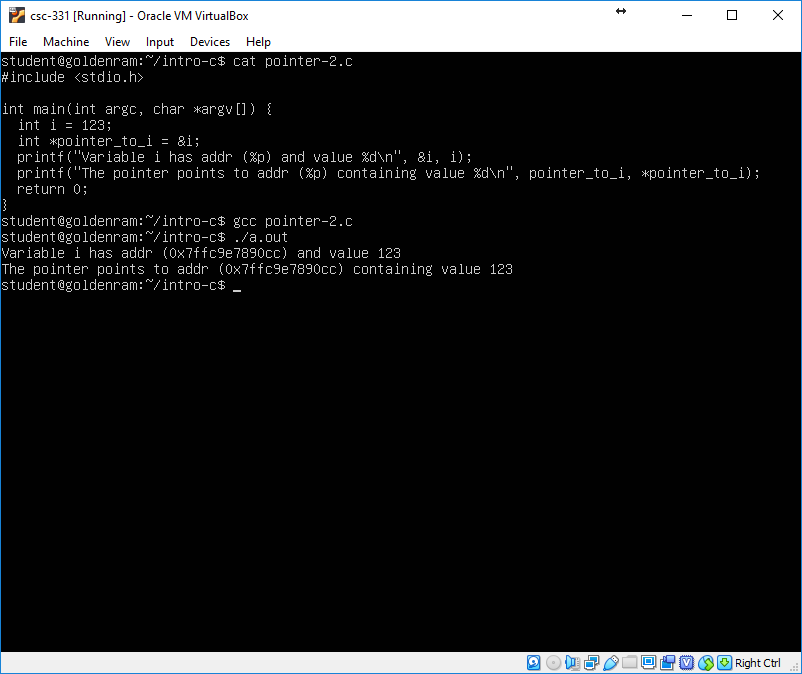 csc-331 [Running] - Oracle VM VirtualBox
File Machine View Input Devices Help
student@goldenram:~/intro-c$ cat pointer-2.c
#include <stdio.h>
int main(int argc, char *argv[]) {
  int i = 123;
  int *pointer_to_i = &i;
  printf("Variable i has addr (%p) and value %d\n", &i, i);
  printf("The pointer points to addr (%p) containing value %d\n", pointer_to_i, *pointer_to_i);
  return 0;
}
student@goldenram:~/intro-c$ gcc pointer-2.c
student@goldenram:~/intro-c$ ./a.out
Variable i has addr (0x7ffc9e7890cc) and value 123
The pointer points to addr (0x7ffc9e7890cc) containing value 123
student@goldenram:~/intro-c$ _
Right Ctrl